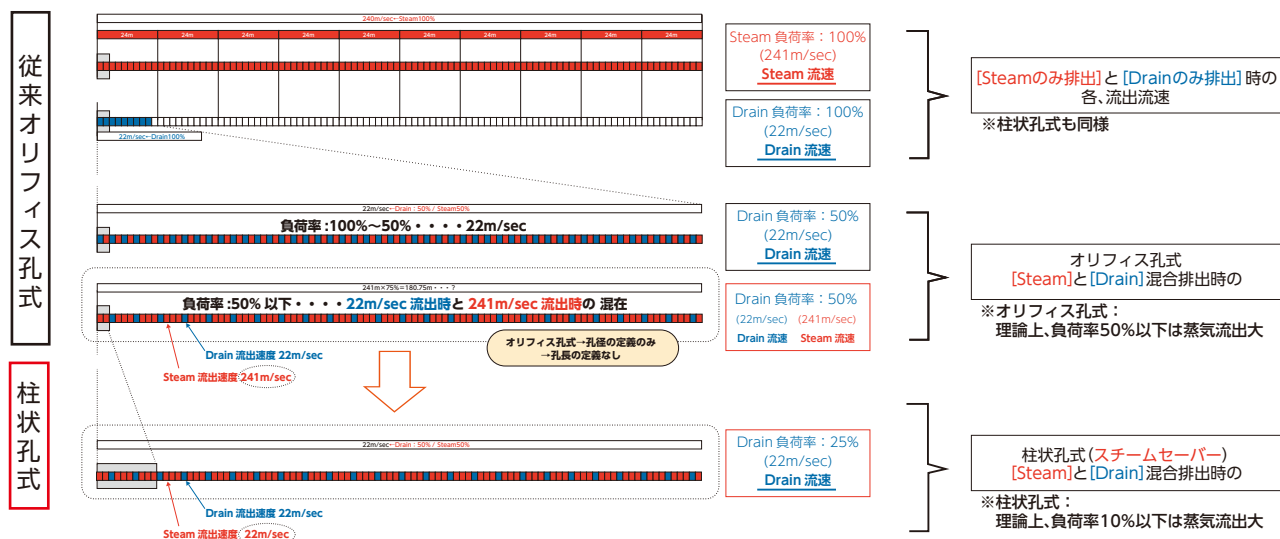 従来オリフィス孔式
240m/sec←Steam100%
24m 24m 24m 24m 24m 24m 24m 24m 24m 24m
22m/sec←Drain100%
Steam 負荷率：100%
(241m/sec)
Steam 流速
Drain 負荷率：100%
(22m/sec)
Drain 流速
[Steamのみ排出]と[Drainのみ排出]時の
各、流出流速
※柱状孔式も同様
22m/sec←Drain：50% / Steam50%
負荷率:100%～50%・・・・22m/sec
Drain 負荷率：50%
(22m/sec)
Drain 流速
241m×75%=180.75m・・・?
負荷率:50% 以下・・・・22m/sec 流出時と 241m/sec 流出時の 混在
Drain 流出速度 22m/sec
Steam 流出速度 241m/sec
オリフィス孔式→孔径の定義のみ
→孔長の定義なし
Drain 負荷率：50%
(22m/sec) (241m/sec)
Drain 流速 Steam 流速
オリフィス孔式
[Steam]と[Drain]混合排出時の
※オリフィス孔式：
理論上、負荷率50%以下は蒸気流出大
柱状孔式
22m/sec←Drain：50% / Steam50%
Drain 流出速度 22m/sec
Steam 流出速度 22m/sec
Drain 負荷率：25%
(22m/sec)
Drain 流速
柱状孔式(スチームセーバー)
[Steam]と[Drain]混合排出時の
※柱状孔式：
理論上、負荷率10%以下は蒸気流出大